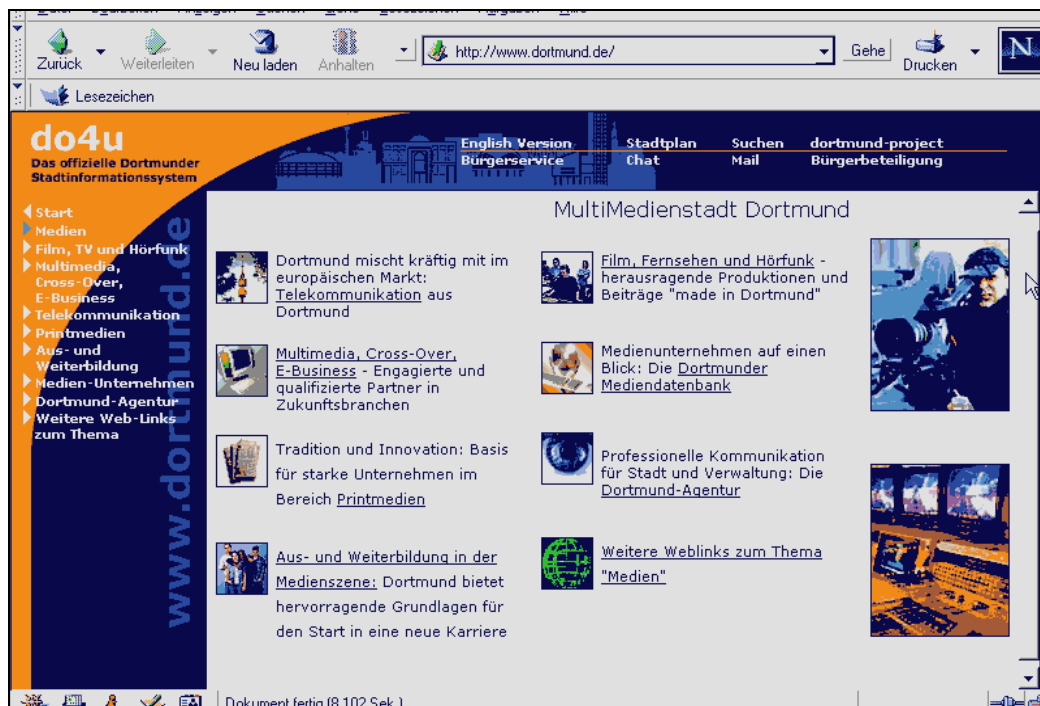 Zurück
Weiterleiten
Neu laden
Anhalten
http://www.dortmund.de/
Gehe
Drucken
N
Lesezeichen
do4u
Das offizielle Dortmunder
Stadtinformationssystem
English Version Stadtplan Suchen dortmund-project
Bürgerservice Chat Mail Bürgerbeteiligung
Start
Medien
Film, TV und Hörfunk
Multimedia,
Cross-Over,
E-Business
Telekommunikation
Printmedien
Aus- und
Weiterbildung
Medien-Unternehmen
Dortmund-Agentur
Weitere Web-Links
zum Thema
www.dortmund.de
MultiMedienstadt Dortmund
Dortmund mischt kräftig mit im
europäischen Markt:
Telekommunikation aus
Dortmund
Multimedia, Cross-Over,
E-Business - Engagierte und
qualifizierte Partner in
Zukunftsbranchen
Tradition und Innovation: Basis
für starke Unternehmen im
Bereich Printmedien
Aus- und Weiterbildung in der
Medienszene: Dortmund bietet
hervorragende Grundlagen für
den Start in eine neue Karriere
Film, Fernsehen und Hörfunk -
herausragende Produktionen und
Beiträge "made in Dortmund"
Medienunternehmen auf einen
Blick: Die Dortmunder
Mediendatenbank
Professionelle Kommunikation
für Stadt und Verwaltung: Die
Dortmund-Agentur
Weitere Weblinks zum Thema
"Medien"
Dokument fertig (8.102 Sek.)